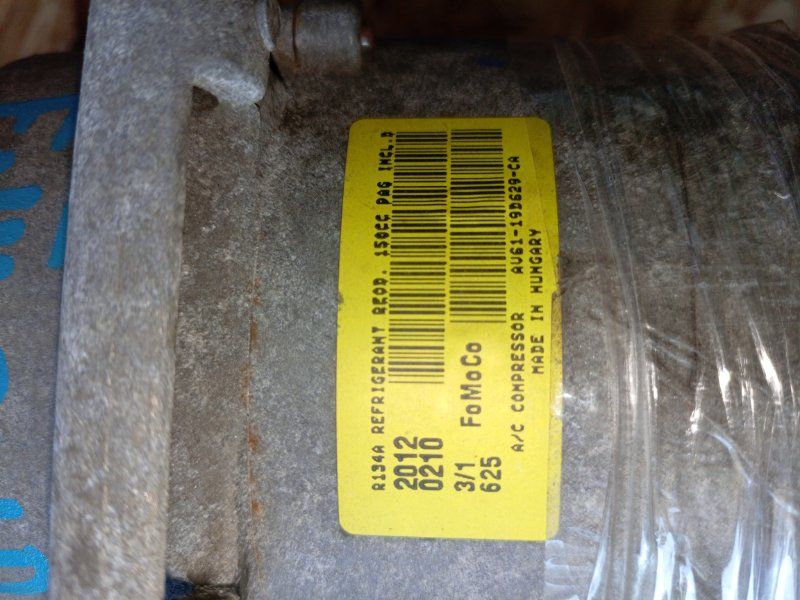 R134A REFRIGERANT REQD. 150CC PAG INCL.D
2012
0210
3/1
625
FoMoCo
A/C COMPRESSOR AV61-19D629-CA
MADE IN HUNGARY